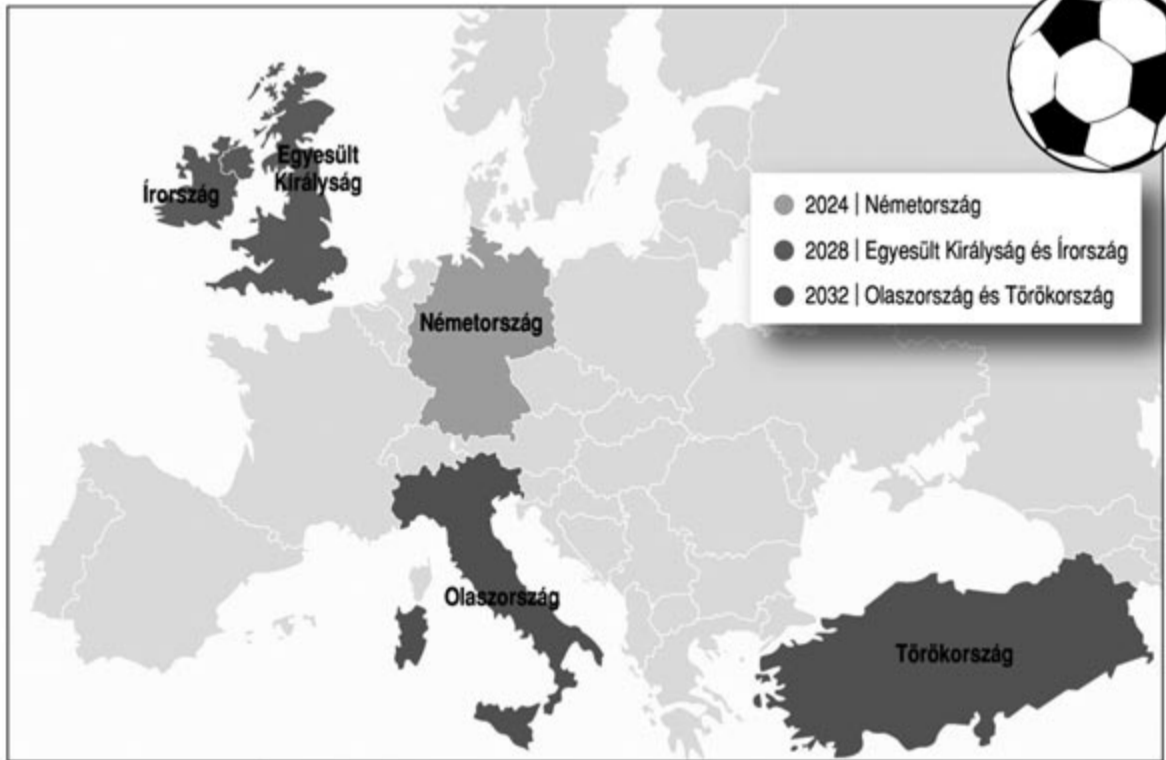 Egyesült
Királyság
Írország
2024 | Németország
2028 | Egyesült Királyság és Írország
2032 | Olaszország és Törökország
Németország
Olaszország
Törökország